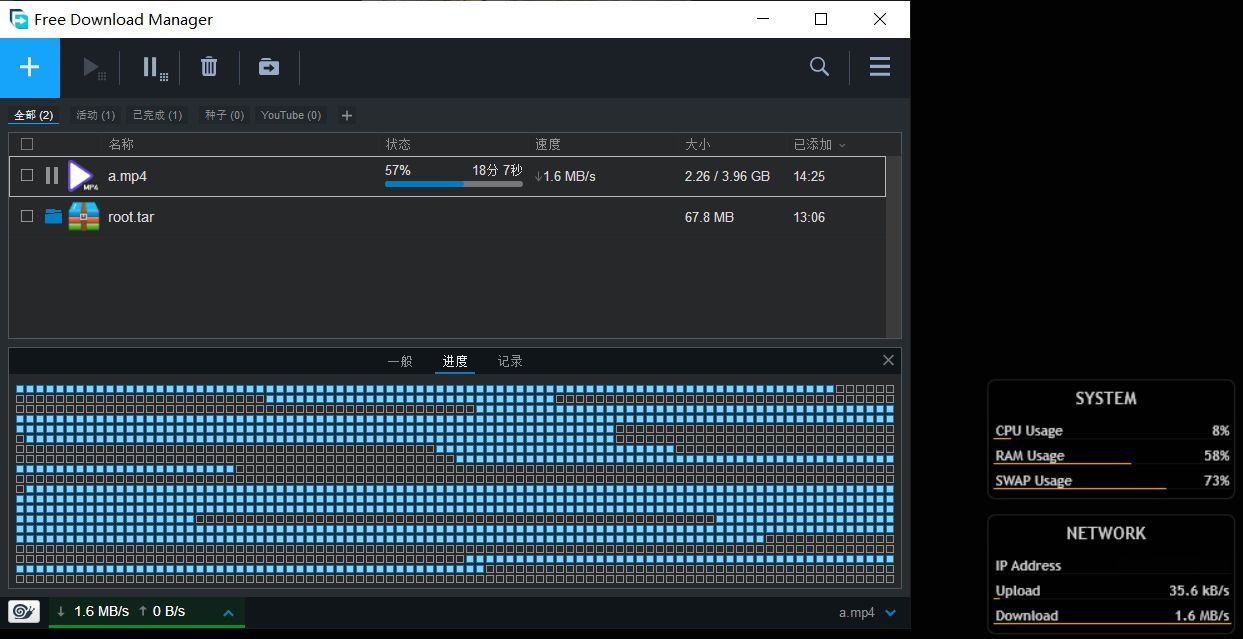 Free Download Manager
全部 (2) 活动 (1) 已完成 (1) 种子 (0) YouTube (0) +
名称 状态 速度 大小 已添加
MP4 a.mp4 57% 18分 7秒 ↓1.6 MB/s 2.26 / 3.96 GB 14:25
root.tar 67.8 MB 13:06
一般 进度 记录
↓ 1.6 MB/s ↑ 0 B/s a.mp4
SYSTEM
CPU Usage 8%
RAM Usage 58%
SWAP Usage 73%
NETWORK
IP Address
Upload 35.6 kB/s
Download 1.6 MB/s